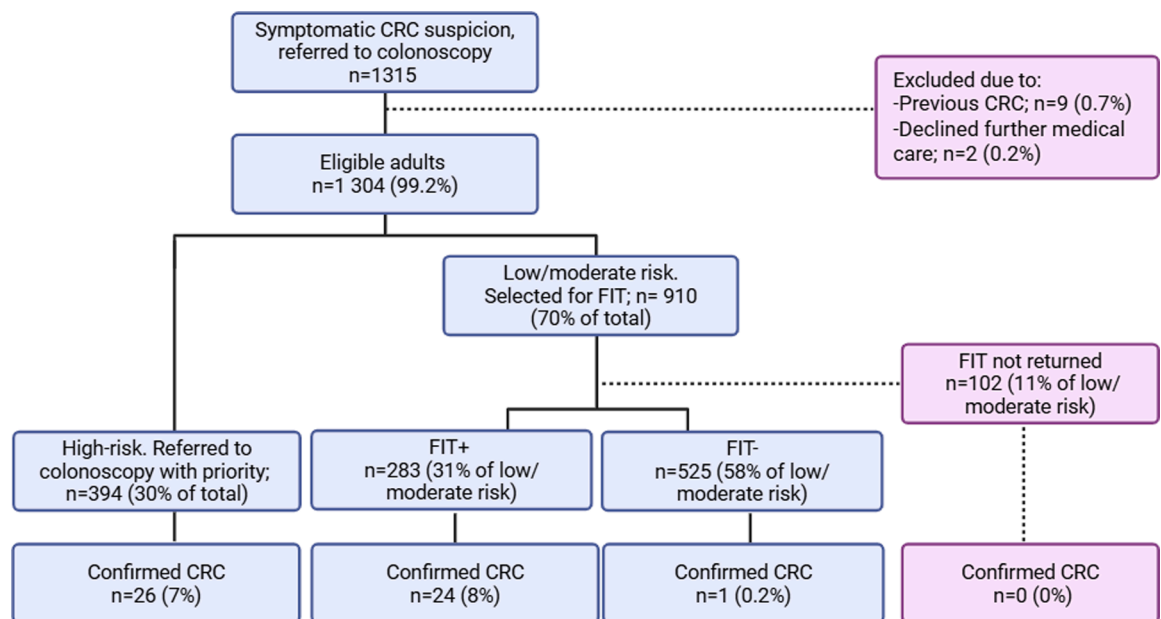 Symptomatic CRC suspicion,
referred to colonoscopy
n=1315
Excluded due to:
-Previous CRC; n=9 (0.7%)
-Declined further medical
care; n=2 (0.2%)
Eligible adults
n=1 304 (99.2%)
Low/moderate risk.
Selected for FIT; n= 910
(70% of total)
FIT not returned
n=102 (11% of low/
moderate risk)
High-risk. Referred to
colonoscopy with priority;
n=394 (30% of total)
FIT+
n=283 (31% of low/
moderate risk)
FIT-
n=525 (58% of low/
moderate risk)
Confirmed CRC
n=26 (7%)
Confirmed CRC
n=24 (8%)
Confirmed CRC
n=1 (0.2%)
Confirmed CRC
n=0 (0%)